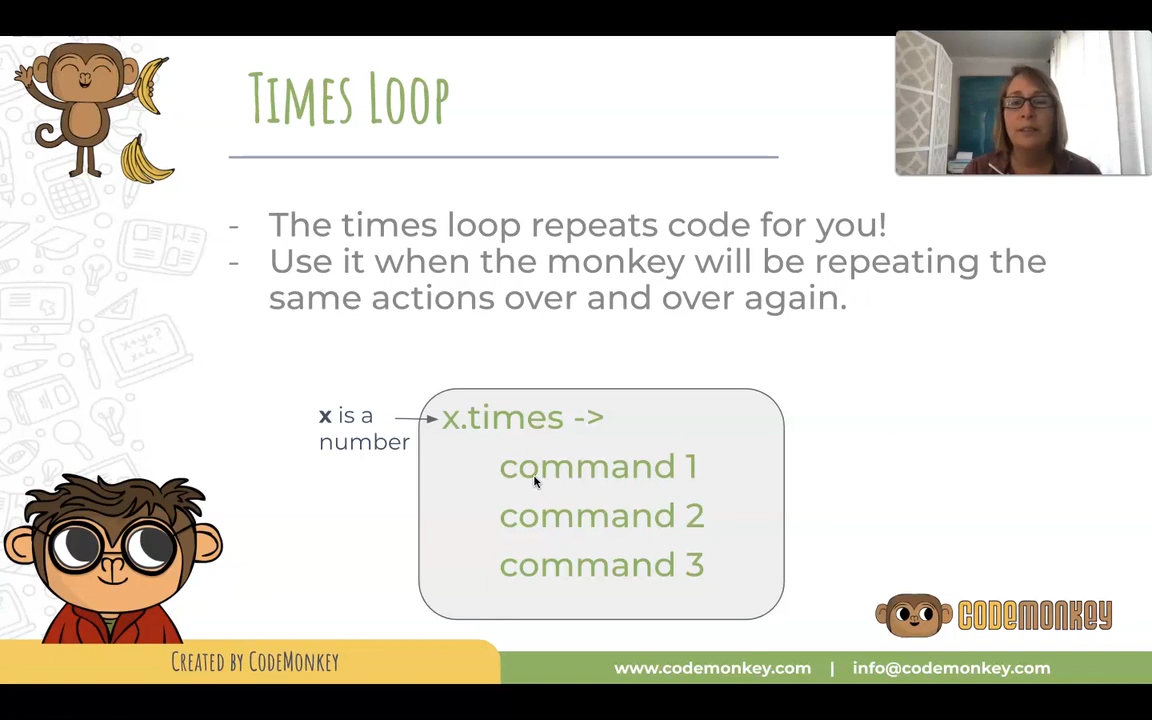 Times Loop
- The times loop repeats code for you!
- Use it when the monkey will be repeating the
same actions over and over again.
x is a
number
x.times ->
command 1
command 2
command 3
CODEMONKEY
Created by CodeMonkey
www.codemonkey.com | info@codemonkey.com